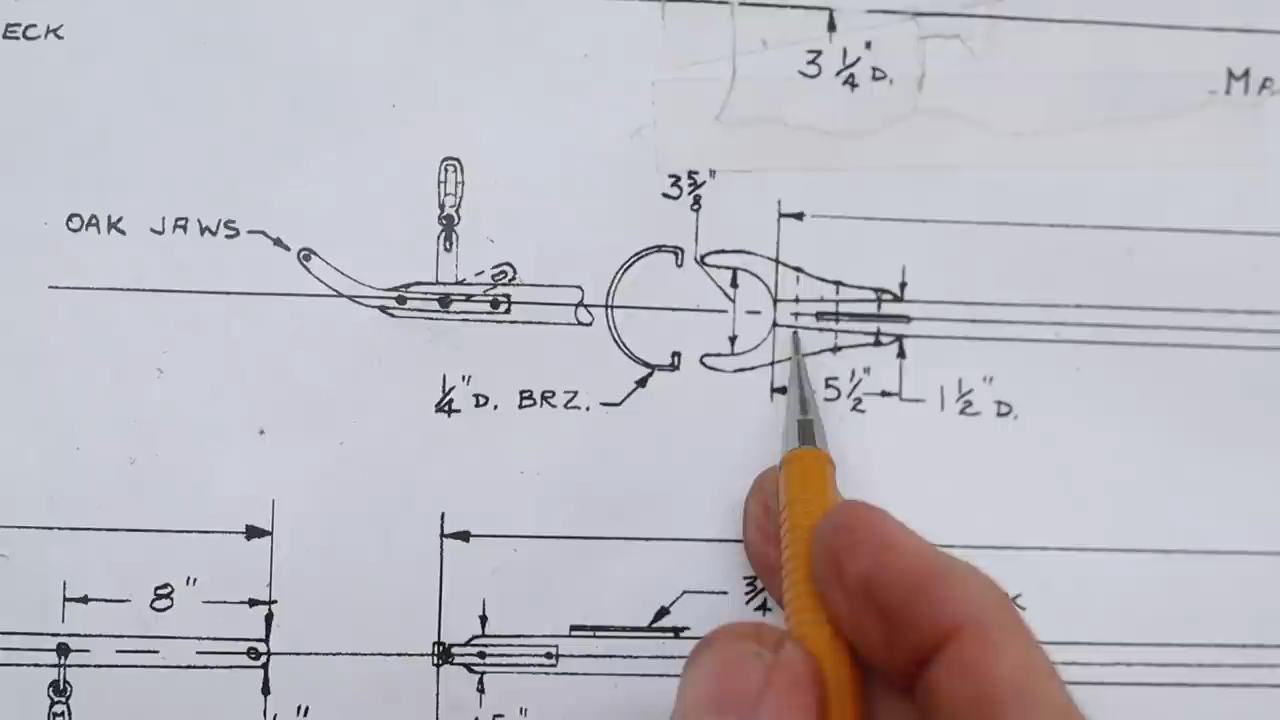 ECK
3 1/4" D.
3 5/8"
OAK JAWS
1/4" D. BRZ.
5 1/2"
1 1/2" D.
8"
3/4